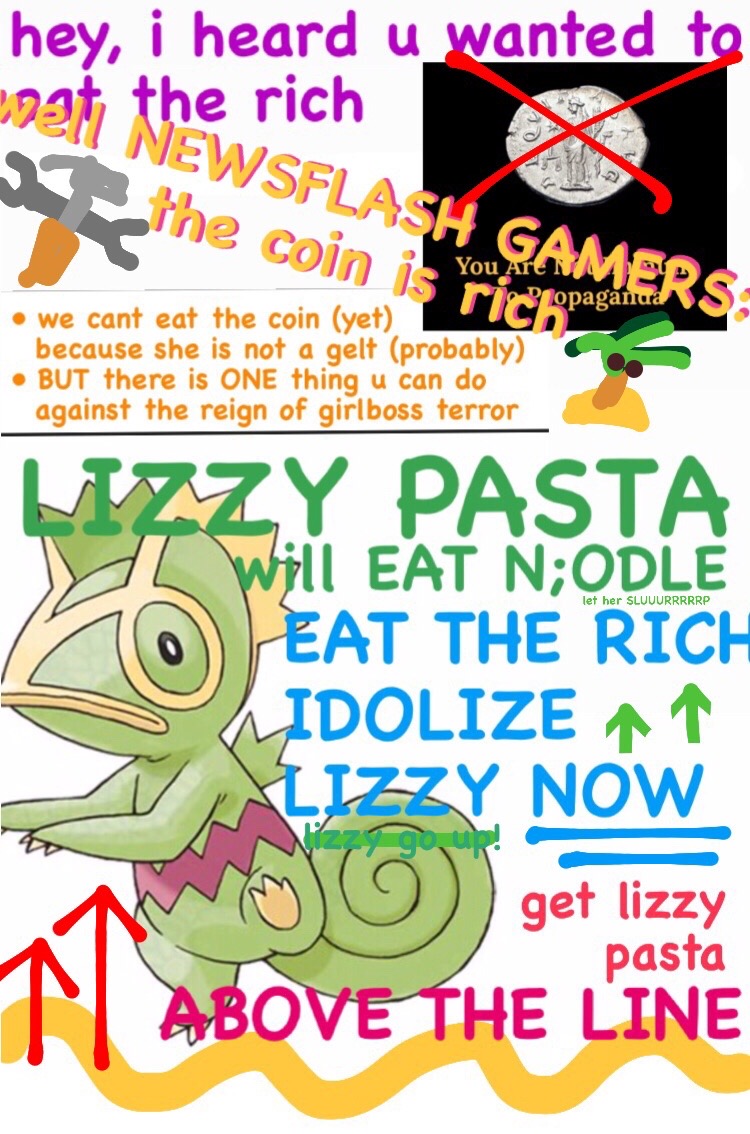 hey, i heard u wanted to
eat the rich
well NEWSFLASH GAMERS:
the coin is rich
You Are
To Propaganda
• we cant eat the coin (yet)
because she is not a gelt (probably)
• BUT there is ONE thing u can do
against the reign of girlboss terror
LIZZY PASTA
will EAT N;ODLE
let her SLUUURRRRRP
EAT THE RICH
IDOLIZE
LIZZY NOW
lizzy go up!
get lizzy
pasta
ABOVE THE LINE